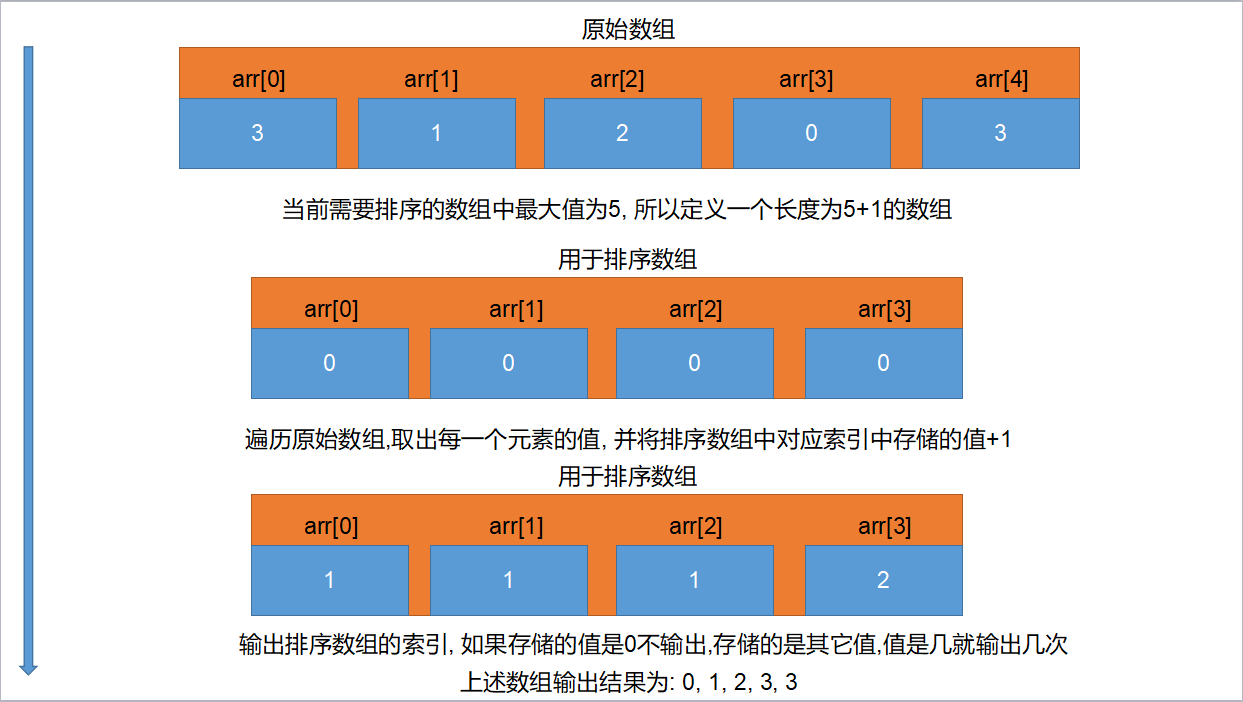 原始数组
arr[0] arr[1] arr[2] arr[3] arr[4]
3 1 2 0 3
当前需要排序的数组中最大值为5, 所以定义一个长度为5+1的数组
用于排序数组
arr[0] arr[1] arr[2] arr[3]
0 0 0 0
遍历原始数组,取出每一个元素的值, 并将排序数组中对应索引中存储的值+1
用于排序数组
arr[0] arr[1] arr[2] arr[3]
1 1 1 2
输出排序数组的索引, 如果存储的值是0不输出,存储的是其它值,值是几就输出几次
上述数组输出结果为: 0, 1, 2, 3, 3